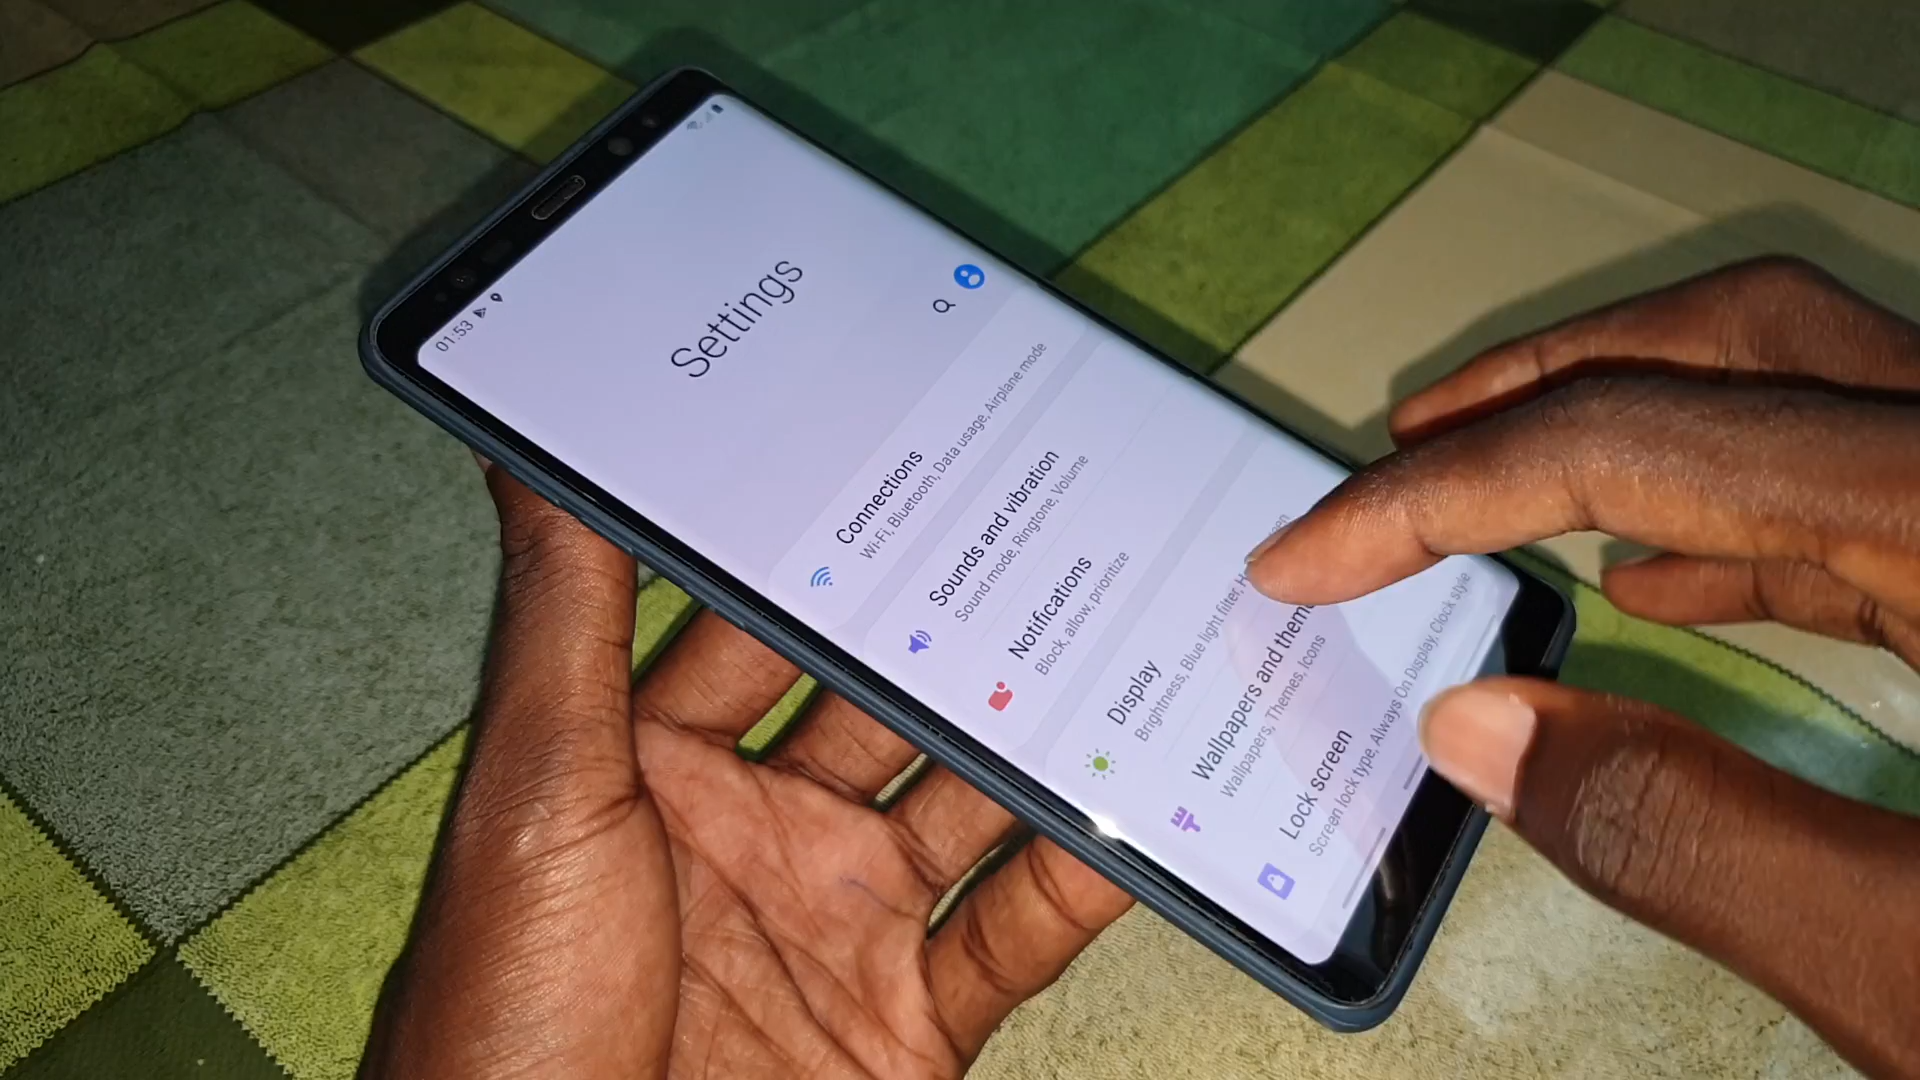 01:53
Settings
Connections
Wi-Fi, Bluetooth, Data usage, Airplane mode
Sounds and vibration
Sound mode, Ringtone, Volume
Notifications
Block, allow, prioritize
Display
Brightness, Blue light filter,
Wallpapers and
Wallpapers, Themes, Icons
Lock screen
Screen lock type, Always On Display, Clock style